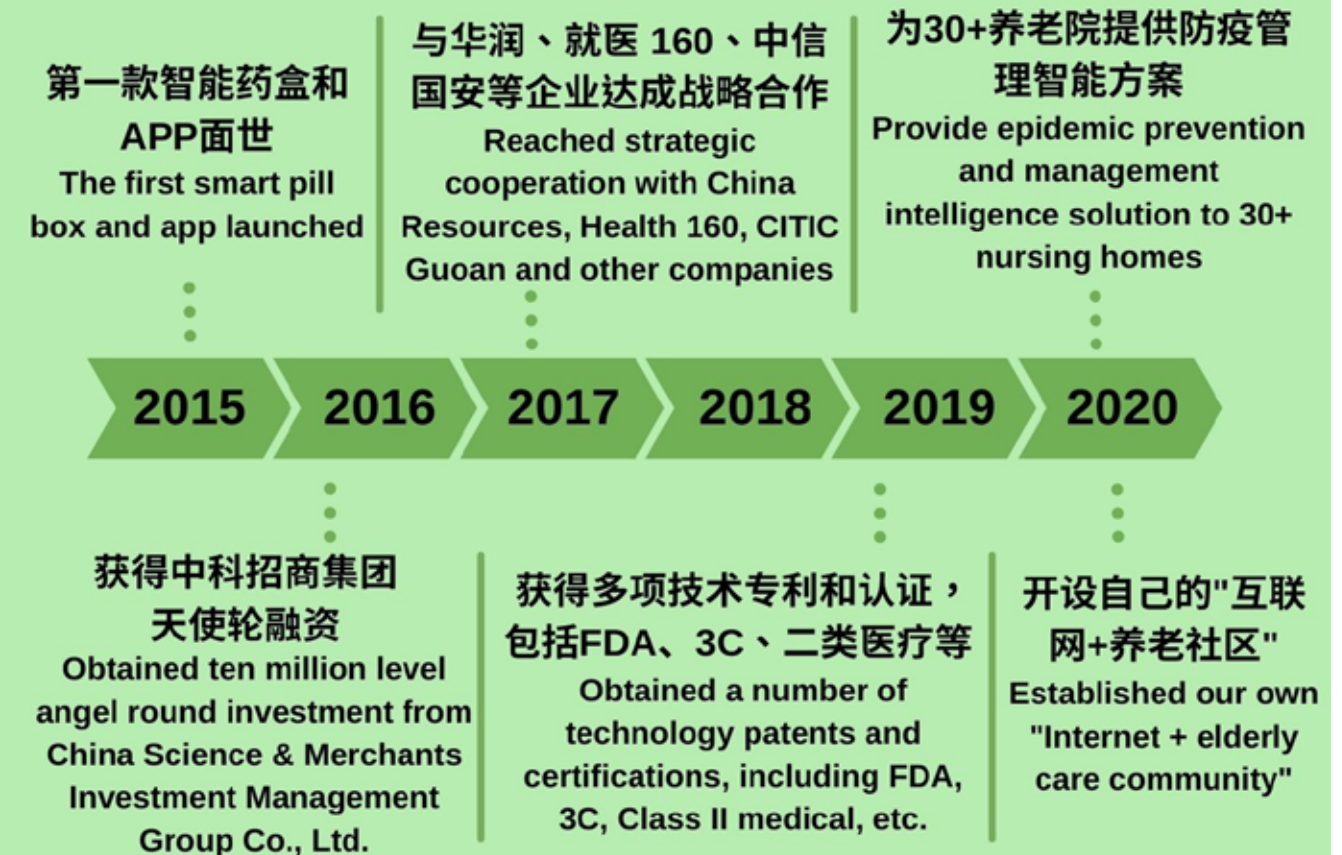 第一款智能药盒和
APP面世
The first smart pill
box and app launched
与华润、就医 160、中信
国安等企业达成战略合作
Reached strategic
cooperation with China
Resources, Health 160, CITIC
Guoan and other companies
为30+养老院提供防疫管
理智能方案
Provide epidemic prevention
and management
intelligence solution to 30+
nursing homes
2015 2016 2017 2018 2019 2020
获得中科招商集团
天使轮融资
Obtained ten million level
angel round investment from
China Science & Merchants
Investment Management
Group Co., Ltd.
获得多项技术专利和认证，
包括FDA、3C、二类医疗等
Obtained a number of
technology patents and
certifications, including FDA,
3C, Class II medical, etc.
开设自己的"互联
网+养老社区"
Established our own
"Internet + elderly
care community"